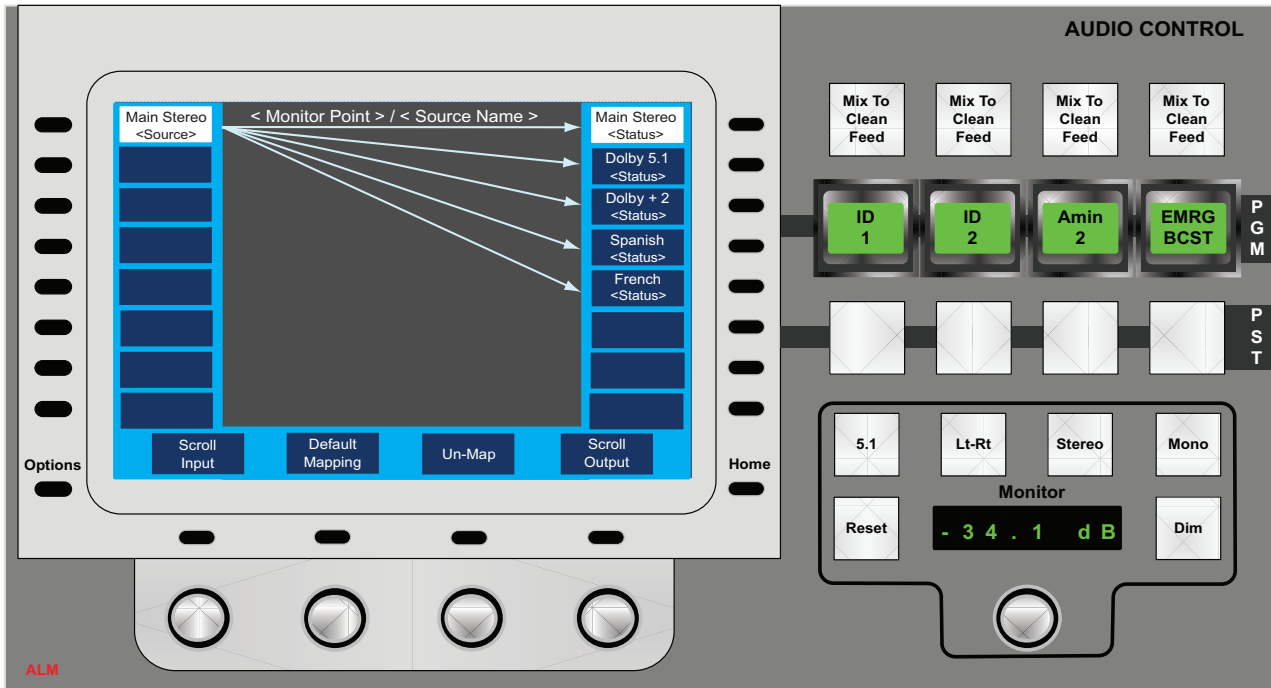 AUDIO CONTROL
Main Stereo
<Source>
< Monitor Point > / < Source Name >
Main Stereo
<Status>
Dolby 5.1
<Status>
Dolby + 2
<Status>
Spanish
<Status>
French
<Status>
Scroll
Input
Default
Mapping
Un-Map
Scroll
Output
Options
Home
Mix To
Clean
Feed
Mix To
Clean
Feed
Mix To
Clean
Feed
Mix To
Clean
Feed
ID
1
ID
2
Amin
2
EMRG
BCST
P
G
M
P
S
T
5.1
Lt-Rt
Stereo
Mono
Monitor
Reset
- 3 4 . 1 d B
Dim
ALM